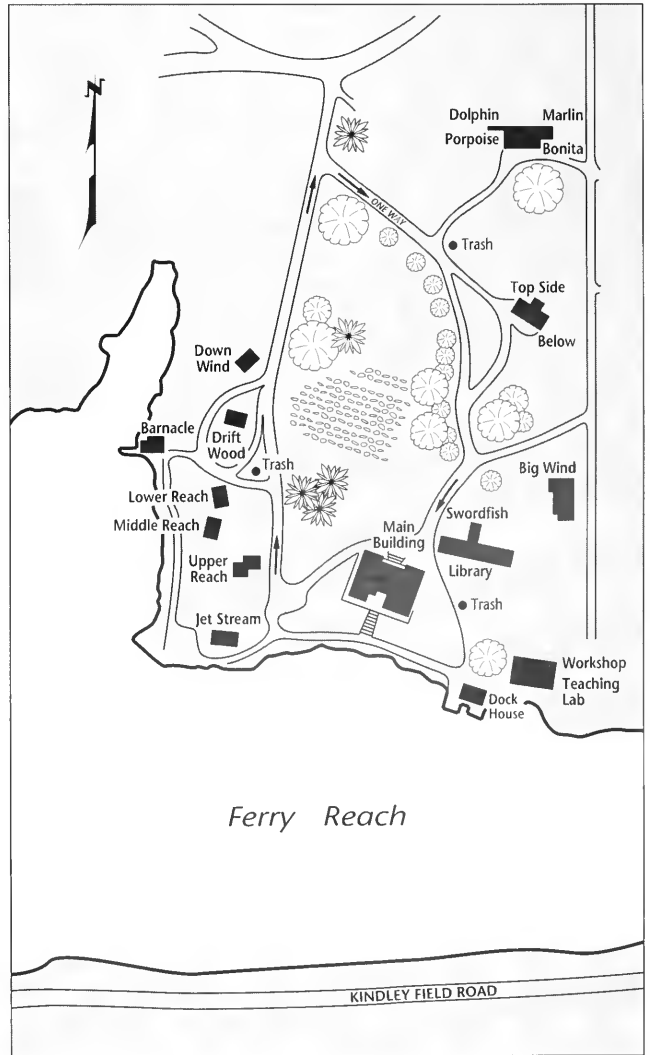 N
Dolphin Marlin
Porpoise Bonita
ONE WAY
Trash
Top Side
Below
Down
Wind
Barnacle
Drift
Wood
Trash
Lower Reach
Middle Reach
Upper
Reach
Jet Stream
Main
Building
Big Wind
Swordfish
Library
Trash
Workshop
Teaching
Lab
Dock
House
Ferry Reach
KINDLEY FIELD ROAD